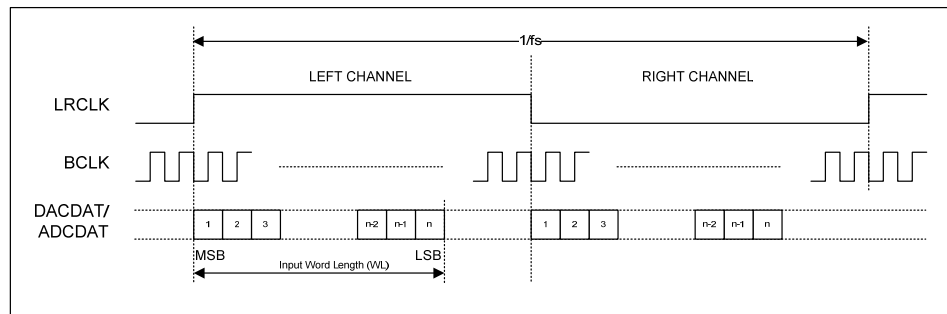 1/fs
LEFT CHANNEL
RIGHT CHANNEL
LRCLK
BCLK
DACDAT/
ADCDAT
1 2 3 n-2 n-1 n 1 2 3 n-2 n-1 n
MSB LSB
Input Word Length (WL)